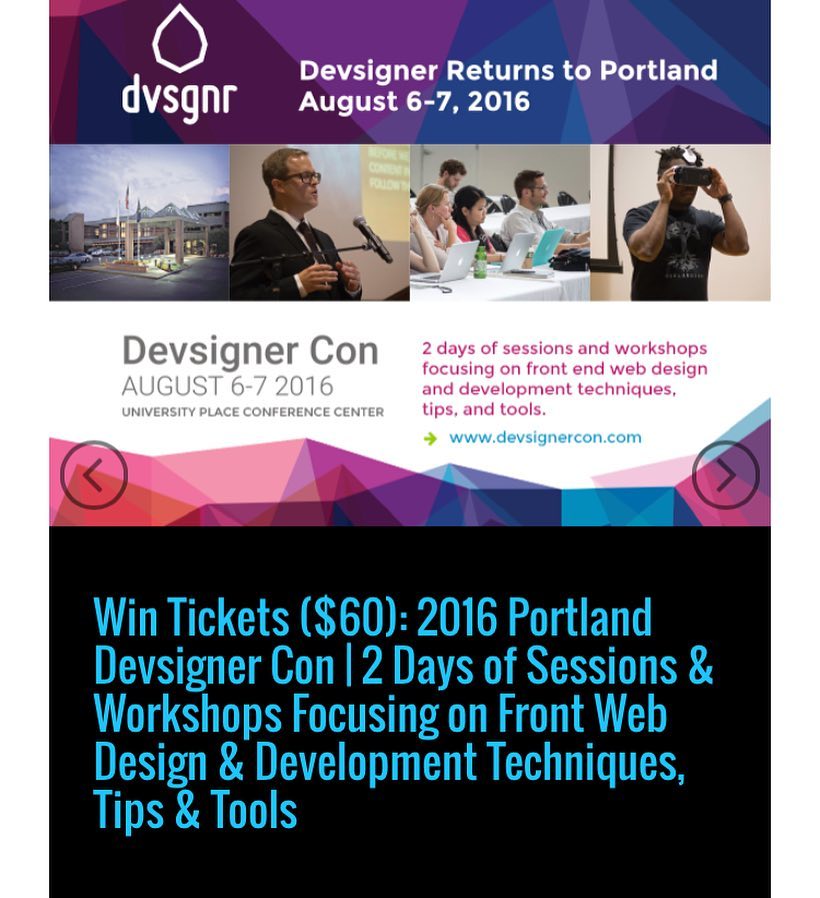 dvsgnr
Devsigner Returns to Portland
August 6-7, 2016
Devsigner Con
AUGUST 6-7 2016
UNIVERSITY PLACE CONFERENCE CENTER
2 days of sessions and workshops
focusing on front end web design
and development techniques,
tips, and tools.
www.devsignercon.com
Win Tickets ($60): 2016 Portland
Devsigner Con | 2 Days of Sessions &
Workshops Focusing on Front Web
Design & Development Techniques,
Tips & Tools